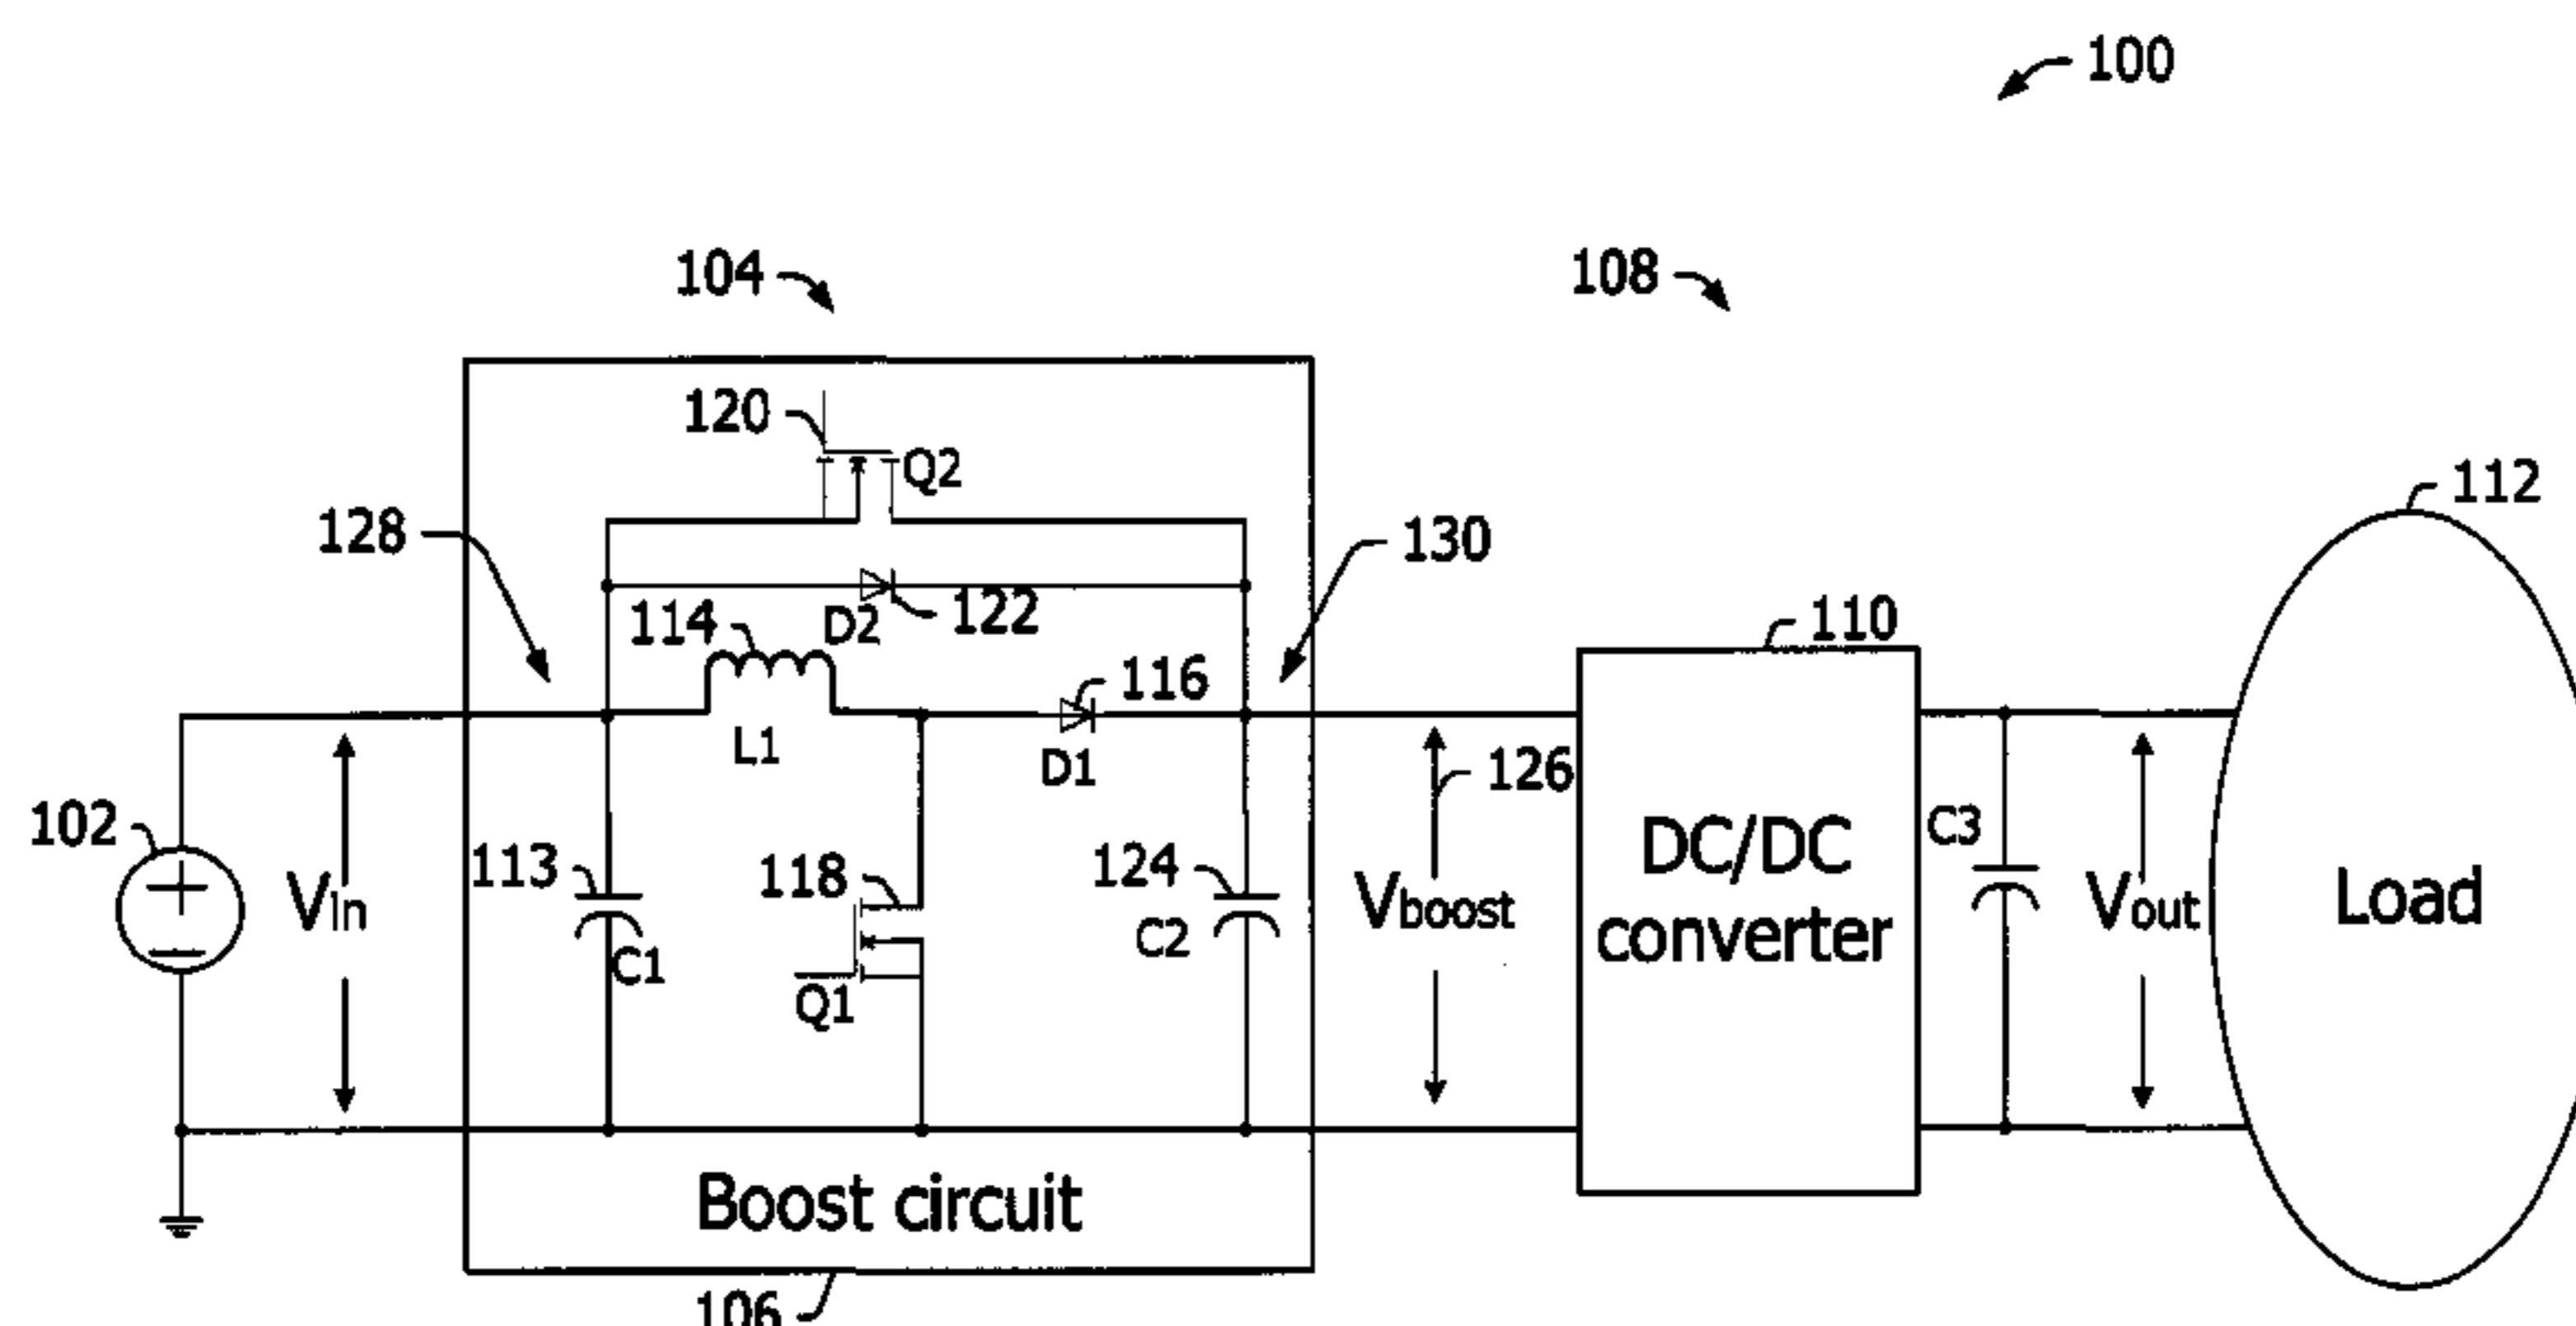 100
104
108
120
Q2
112
128
130
114
D2
122
110
116
L1
D1
126
102
Vin
113
C1
118
Q1
124
C2
Vboost
DC/DC
converter
C3
Vout
Load
Boost circuit
106